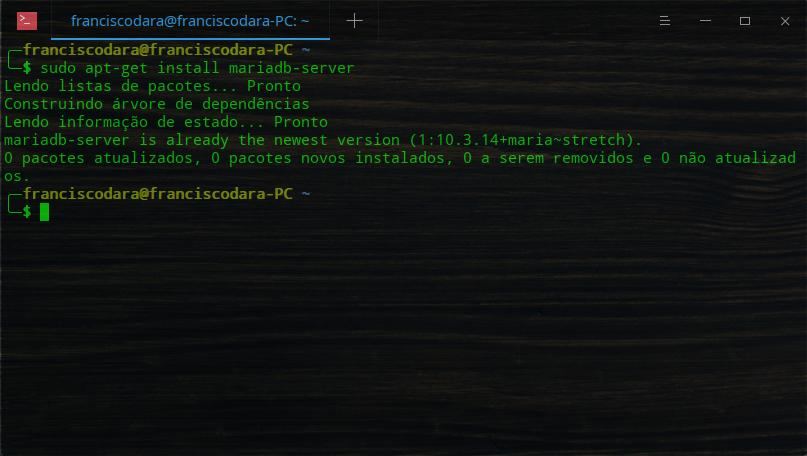 franciscodara@franciscodara-PC: ~
franciscodara@franciscodara-PC ~
$ sudo apt-get install mariadb-server
Lendo listas de pacotes... Pronto
Construindo árvore de dependências
Lendo informação de estado... Pronto
mariadb-server is already the newest version (1:10.3.14+maria~stretch).
0 pacotes atualizados, 0 pacotes novos instalados, 0 a serem removidos e 0 não atualizad
os.
franciscodara@franciscodara-PC ~
$